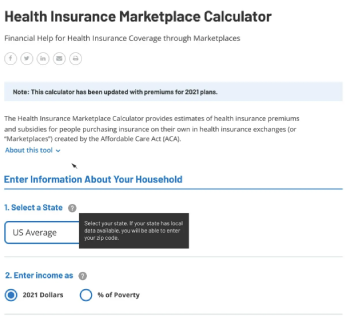 Health Insurance Marketplace Calculator
Financial Help for Health Insurance Coverage through Marketplaces
Note: This calculator has been updated with premiums for 2021 plans.
The Health Insurance Marketplace Calculator provides estimates of health insurance premiums
and subsidies for people purchasing insurance on their own in health insurance exchanges (or
"Marketplaces") created by the Affordable Care Act (ACA).
About this tool
Enter Information About Your Household
1. Select a State ?
Select your state. If your state has local
data available, you will be able to enter
your zip code.
US Average
2. Enter income as ?
2021 Dollars
% of Poverty